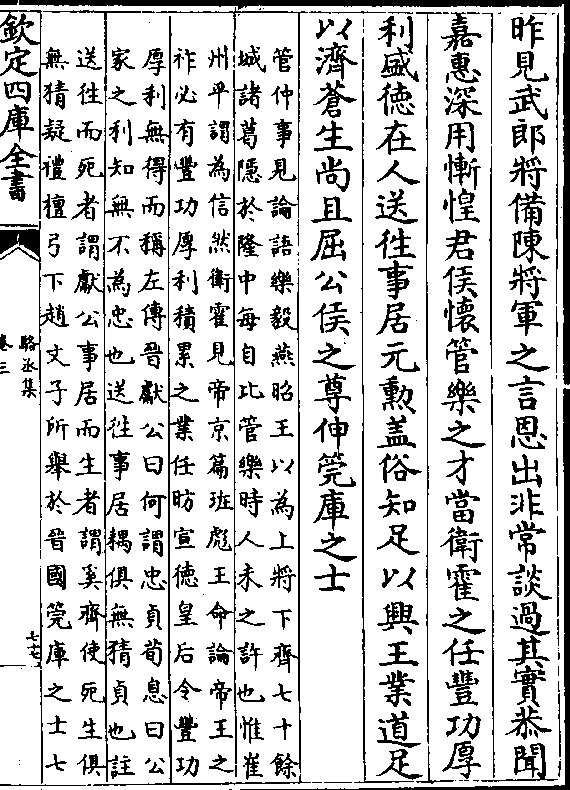 昨見武郎將備陳將軍之言恩出非常談過其實恭聞
嘉惠深用慚惶君侯懷管樂之才當衛霍之任豐功厚
利盛徳在人送往事居元勲蓋俗知足以興王業道足
以濟蒼生尚且屈公侯之尊伸筦庫之士
管仲事見論語樂毅燕昭王以為上將下齊七十餘
城諸葛隱於隆中每自比管樂時人未之許也惟崔
州平謂為信然衛霍見帝京篇班彪王命論帝王之
祚必有豐功厚利積累之業任昉宣德皇后令豐功
厚利無得而稱左傳晉獻公曰何謂忠貞荀息曰公
家之利知無不為忠也送往事居耦俱無猜貞也註
送往而死者謂獻公事居而生者謂奚齊使死生俱
無猜疑禮檀弓下趙文子所舉於晉國筦庫之士七
欽定四庫全書
駱丞集
卷三
七